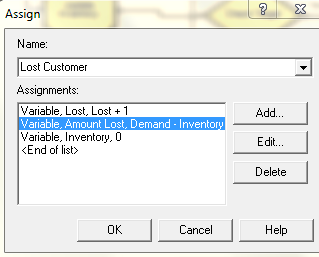 Assign
?
Name:
Lost Customer
Assignments:
Variable, Lost, Lost + 1
Variable, Amount Lost, Demand - Inventory
Variable, Inventory, 0
<End of list>
Add...
Edit...
Delete
OK
Cancel
Help